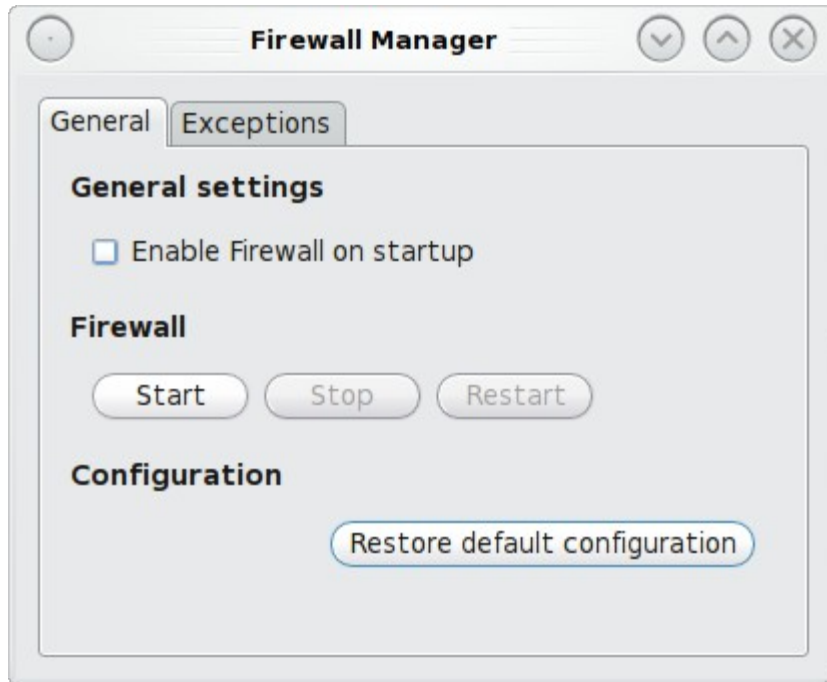 Firewall Manager
General Exceptions
General settings
Enable Firewall on startup
Firewall
Start Stop Restart
Configuration
Restore default configuration